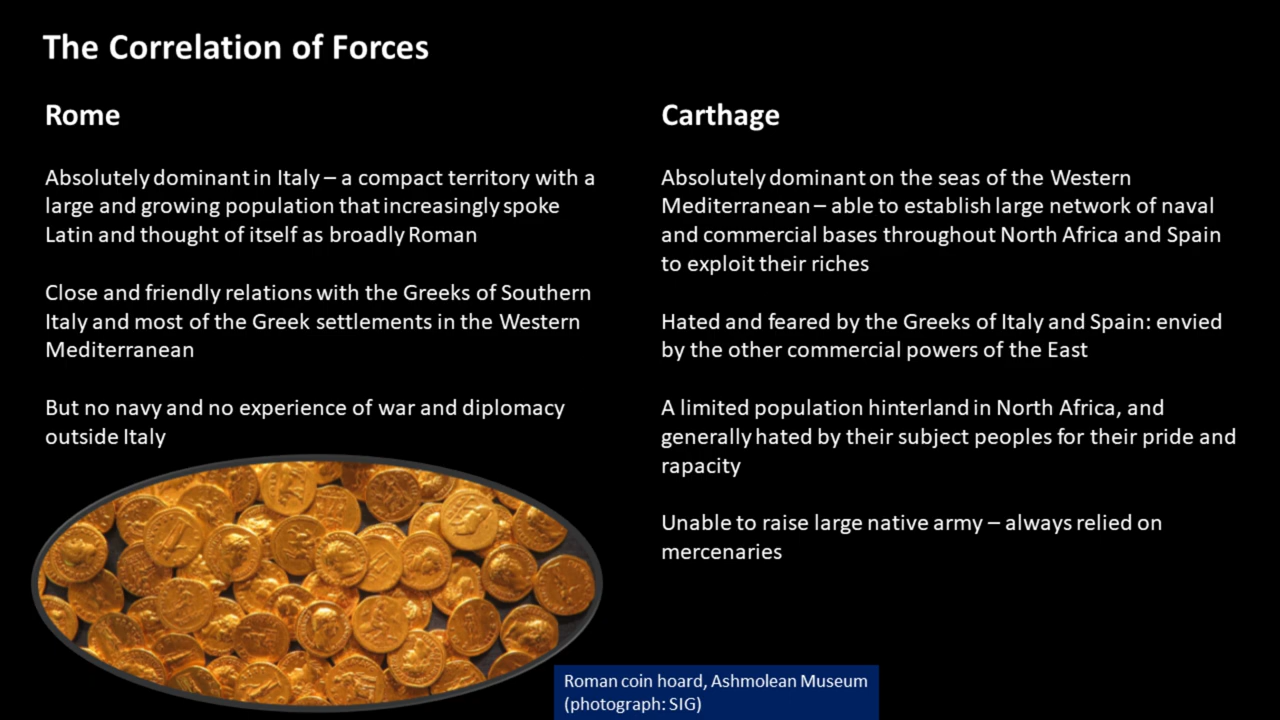 The Correlation of Forces
Rome
Absolutely dominant in Italy – a compact territory with a
large and growing population that increasingly spoke
Latin and thought of itself as broadly Roman
Close and friendly relations with the Greeks of Southern
Italy and most of the Greek settlements in the Western
Mediterranean
But no navy and no experience of war and diplomacy
outside Italy
Carthage
Absolutely dominant on the seas of the Western
Mediterranean – able to establish large network of naval
and commercial bases throughout North Africa and Spain
to exploit their riches
Hated and feared by the Greeks of Italy and Spain: envied
by the other commercial powers of the East
A limited population hinterland in North Africa, and
generally hated by their subject peoples for their pride and
rapacity
Unable to raise large native army – always relied on
mercenaries
Roman coin hoard, Ashmolean Museum
(photograph: SIG)